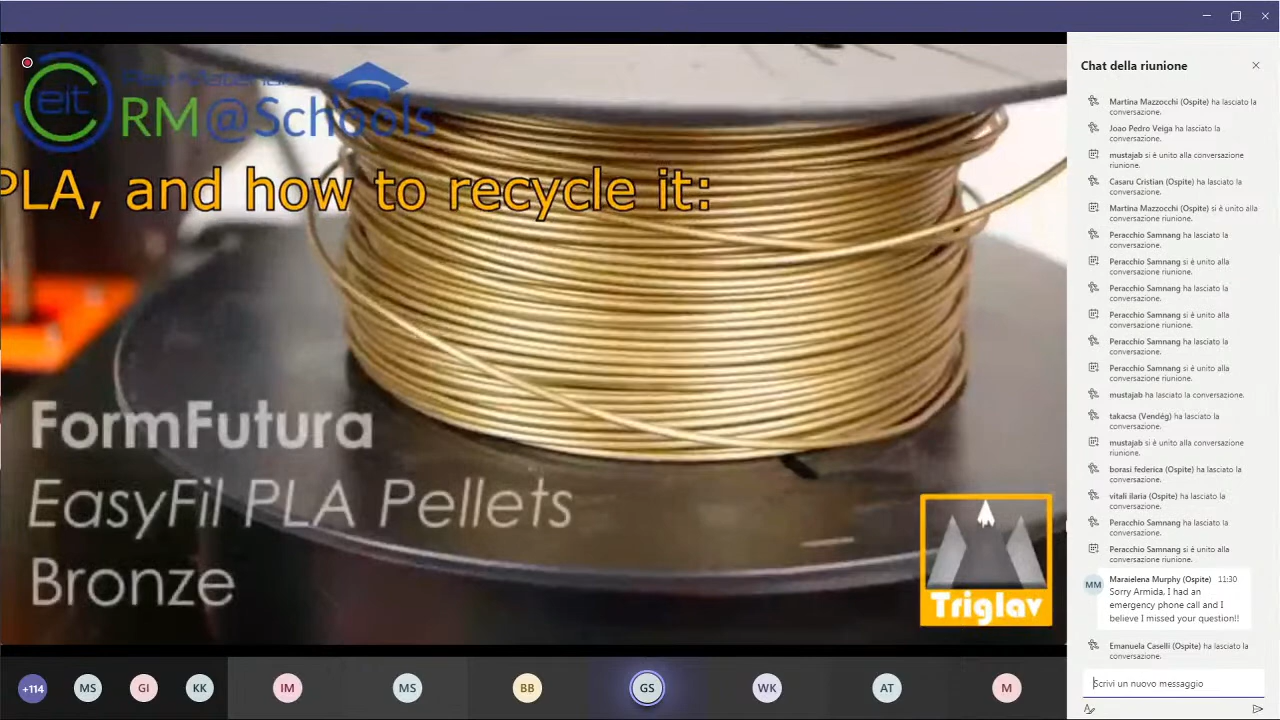 Chat della riunione
eit
RawMaterials
RM@Schools
PLA, and how to recycle it:
FormFutura
EasyFil PLA Pellets
Bronze
Triglav
Martina Mazzocchi (Ospite) ha lasciato la
conversazione.
Joao Pedro Veiga ha lasciato la
conversazione.
mustajab si è unito alla conversazione
riunione.
Casaru Cristian (Ospite) ha lasciato la
conversazione.
Martina Mazzocchi (Ospite) si è unito alla
conversazione riunione.
Peracchio Samnang ha lasciato la
conversazione.
Peracchio Samnang si è unito alla
conversazione riunione.
Peracchio Samnang ha lasciato la
conversazione.
Peracchio Samnang si è unito alla
conversazione riunione.
Peracchio Samnang ha lasciato la
conversazione.
Peracchio Samnang si è unito alla
conversazione riunione.
mustajab ha lasciato la conversazione.
takacsa (Vendég) ha lasciato la
conversazione.
mustajab si è unito alla conversazione
riunione.
borasi federica (Ospite) ha lasciato la
conversazione.
vitali ilaria (Ospite) ha lasciato la
conversazione.
Peracchio Samnang ha lasciato la
conversazione.
Peracchio Samnang si è unito alla
conversazione riunione.
MM
Maraielena Murphy (Ospite) 11:30
Sorry Armida, I had an
emergency phone call and I
believe I missed your question!!
Emanuela Caselli (Ospite) ha lasciato la
conversazione.
Scrivi un nuovo messaggio
+114 MS GI KK IM MS BB GS WK AT M